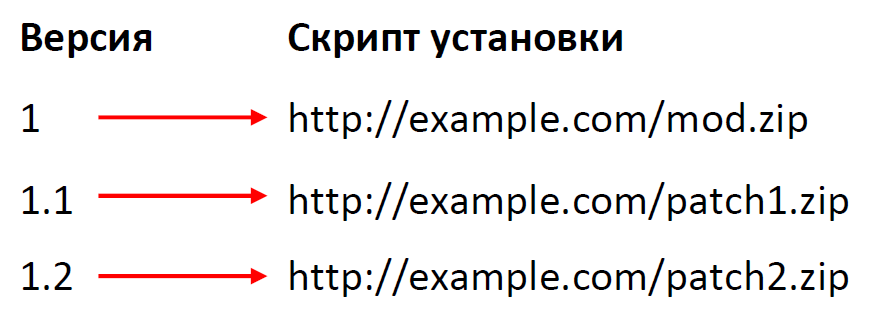 Версия Скрипт установки
1 http://example.com/mod.zip
1.1 http://example.com/patch1.zip
1.2 http://example.com/patch2.zip